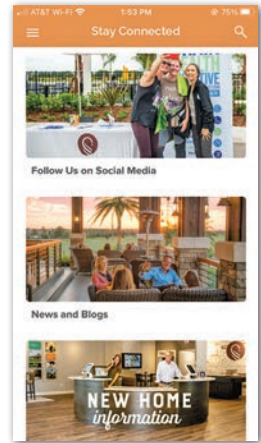 AT&T Wi-Fi 1:53 PM 75%
Stay Connected
Follow Us on Social Media
News and Blogs
NEW HOME
information